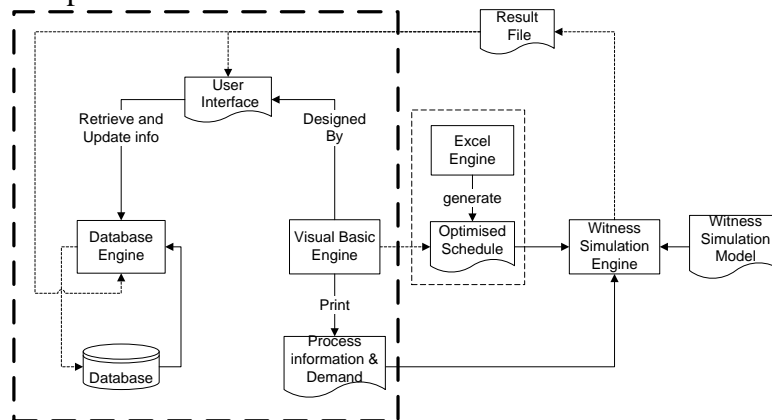 Result
File
User
Interface
Retrieve and
Update info
Designed
By
Excel
Engine
generate
Database
Engine
Visual Basic
Engine
Optimised
Schedule
Witness
Simulation
Engine
Witness
Simulation
Model
Print
Process
information &
Demand
Database